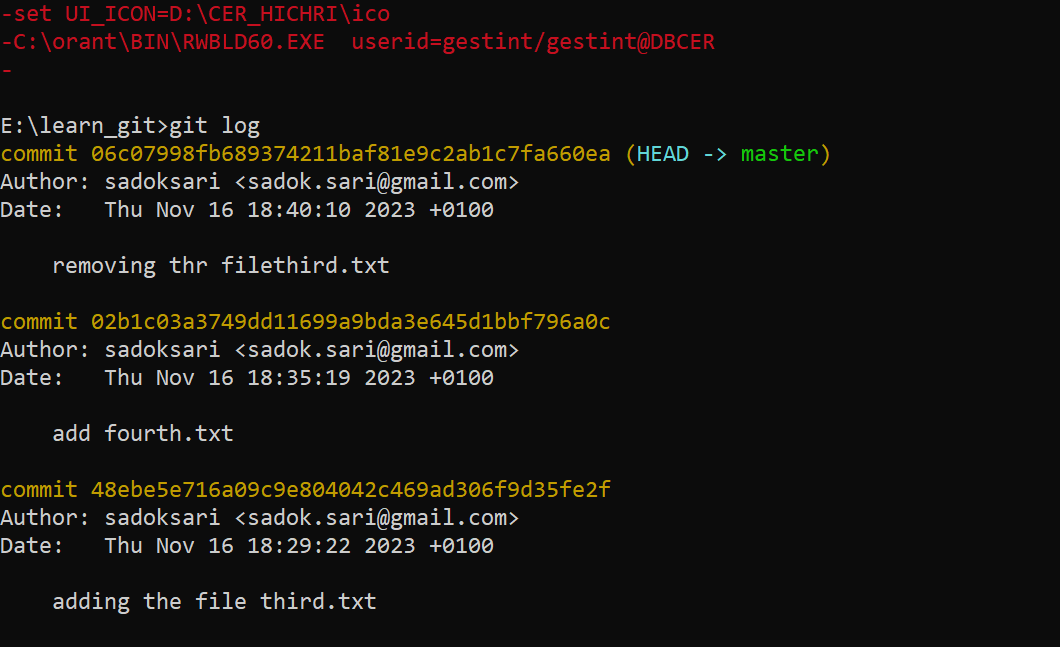 -set UI_ICON=D:\CER_HICHRI\ico
-C:\orant\BIN\RWBLD60.EXE  userid=gestint/gestint@DBCER
-
E:\learn_git>git log
commit 06c07998fb689374211baf81e9c2ab1c7fa660ea (HEAD -> master)
Author: sadoksari <sadok.sari@gmail.com>
Date:   Thu Nov 16 18:40:10 2023 +0100
    removing thr filethird.txt
commit 02b1c03a3749dd11699a9bda3e645d1bbf796a0c
Author: sadoksari <sadok.sari@gmail.com>
Date:   Thu Nov 16 18:35:19 2023 +0100
    add fourth.txt
commit 48ebe5e716a09c9e804042c469ad306f9d35fe2f
Author: sadoksari <sadok.sari@gmail.com>
Date:   Thu Nov 16 18:29:22 2023 +0100
    adding the file third.txt